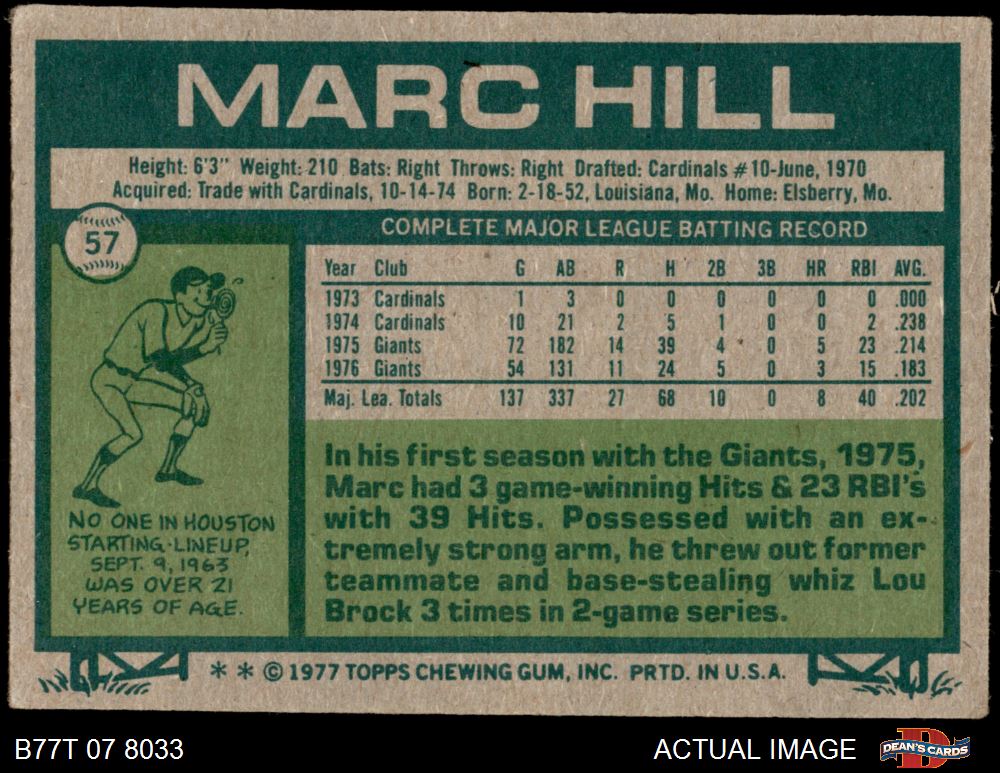 MARC HILL
Height: 6'3" Weight: 210 Bats: Right Throws: Right Drafted: Cardinals #10-June, 1970
Acquired: Trade with Cardinals, 10-14-74 Born: 2-18-52, Louisiana, Mo. Home: Elsberry, Mo.
57
COMPLETE MAJOR LEAGUE BATTING RECORD
Year Club G AB R H 2B 3B HR RBI AVG.
1973 Cardinals 1 3 0 0 0 0 0 0 .000
1974 Cardinals 10 21 2 5 1 0 0 2 .238
1975 Giants 72 182 14 39 4 0 5 23 .214
1976 Giants 54 131 11 24 5 0 3 15 .183
Maj. Lea. Totals 137 337 27 68 10 0 8 40 .202
NO ONE IN HOUSTON
STARTING LINEUP,
SEPT. 9, 1963
WAS OVER 21
YEARS OF AGE.
In his first season with the Giants, 1975,
Marc had 3 game-winning Hits & 23 RBI's
with 39 Hits. Possessed with an ex-
tremely strong arm, he threw out former
teammate and base-stealing whiz Lou
Brock 3 times in 2-game series.
* * © 1977 TOPPS CHEWING GUM, INC. PRTD. IN U.S.A.
B77T 07 8033
ACTUAL IMAGE
DEAN'S CARDS